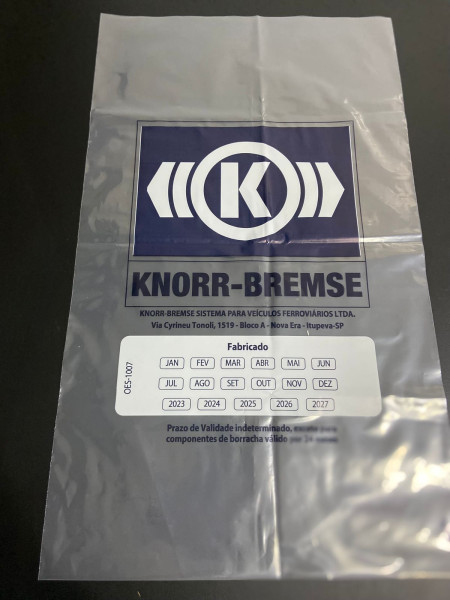 K
KNORR-BREMSE
KNORR-BREMSE SISTEMA PARA VEÍCULOS FERROVIÁRIOS LTDA.
Via Cyrineu Tonoli, 1519 - Bloco A - Nova Era - Itupeva-SP
Fabricado
OES-1007
JAN FEV MAR ABR MAI JUN
JUL AGO SET OUT NOV DEZ
2023 2024 2025 2026 2027
Prazo de Validade indeterminado,
componentes de borracha válido